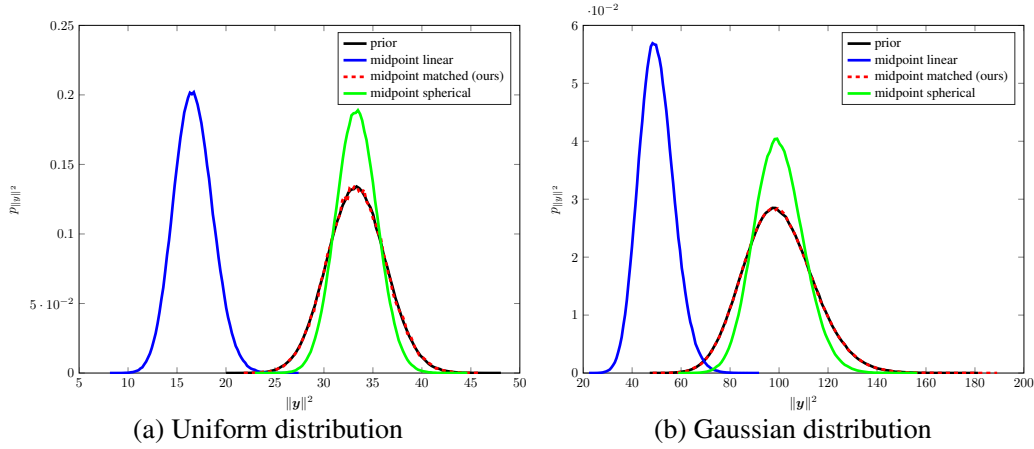 0.25
0.2
0.15
0.1
5 · 10⁻²
0
5 10 15 20 25 30 35 40 45 50
p‖y‖²
‖y‖²
prior
midpoint linear
midpoint matched (ours)
midpoint spherical
(a) Uniform distribution
·10⁻²
6
5
4
3
2
1
0
20 40 60 80 100 120 140 160 180 200
p‖y‖²
‖y‖²
prior
midpoint linear
midpoint matched (ours)
midpoint spherical
(b) Gaussian distribution